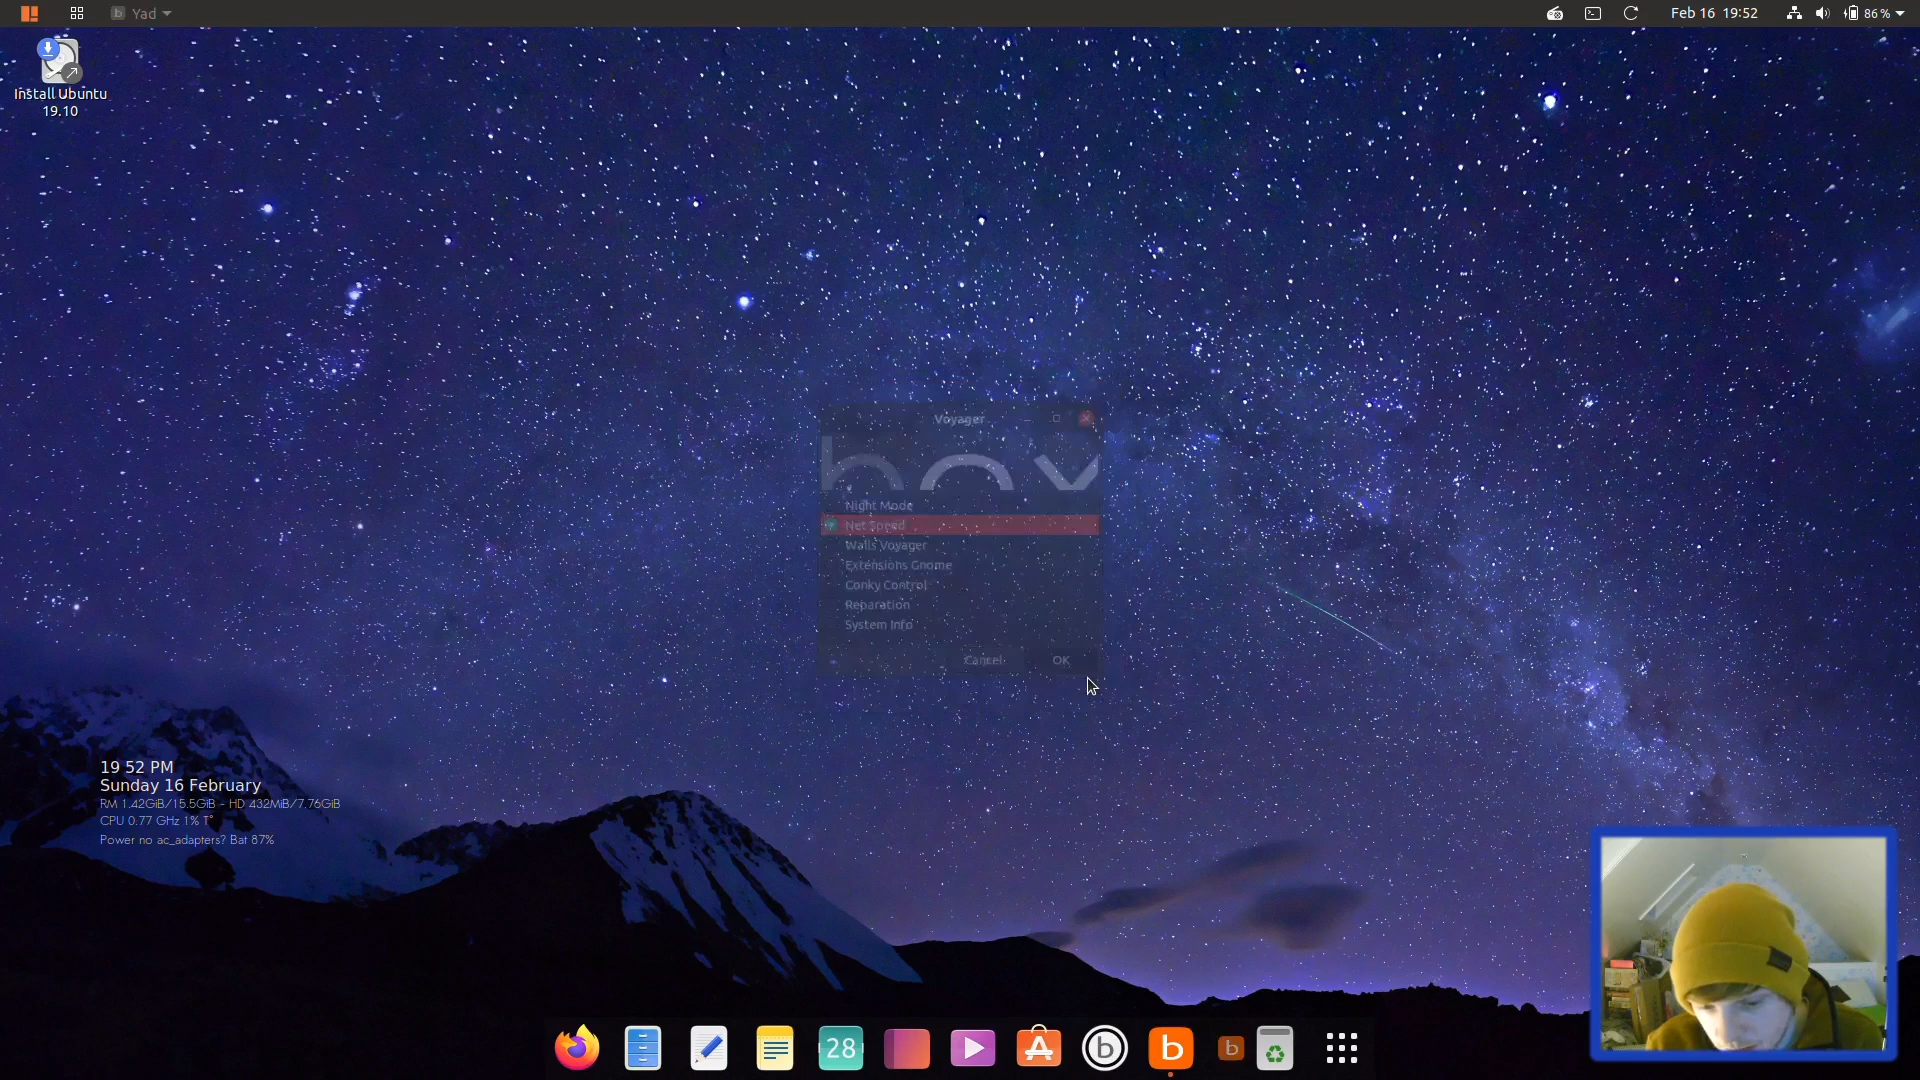 Yad
Feb 16 19:52
86 %
Install Ubuntu
19.10
Voyager
box
Night Mode
Net Speed
Walls Voyager
Extensions Gnome
Conky Control
Reparation
System Info
Cancel
OK
19 52 PM
Sunday 16 February
RM 1.42GiB/15.5GiB - HD 432MiB/7.76GiB
CPU 0.77 GHz 1% T°
Power no ac_adapters? Bat 87%
28
b
b
b